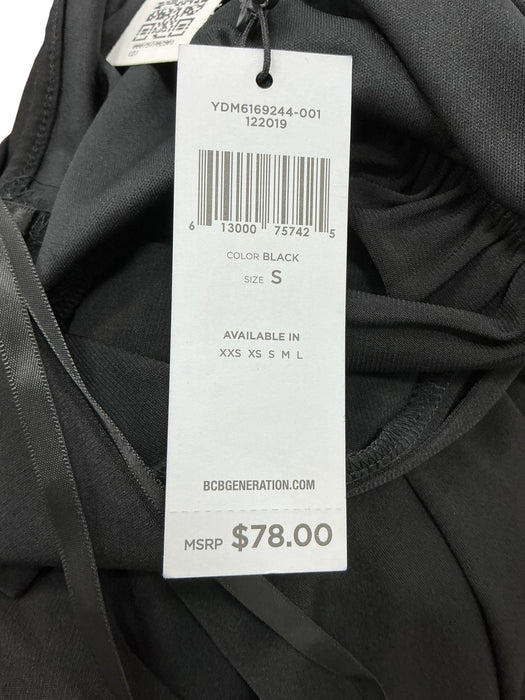 YDM6169244-001
122019
6 13000 75742 5
COLOR BLACK
SIZE S
AVAILABLE IN
XXS XS S M L
BCBGENERATION.COM
MSRP $78.00